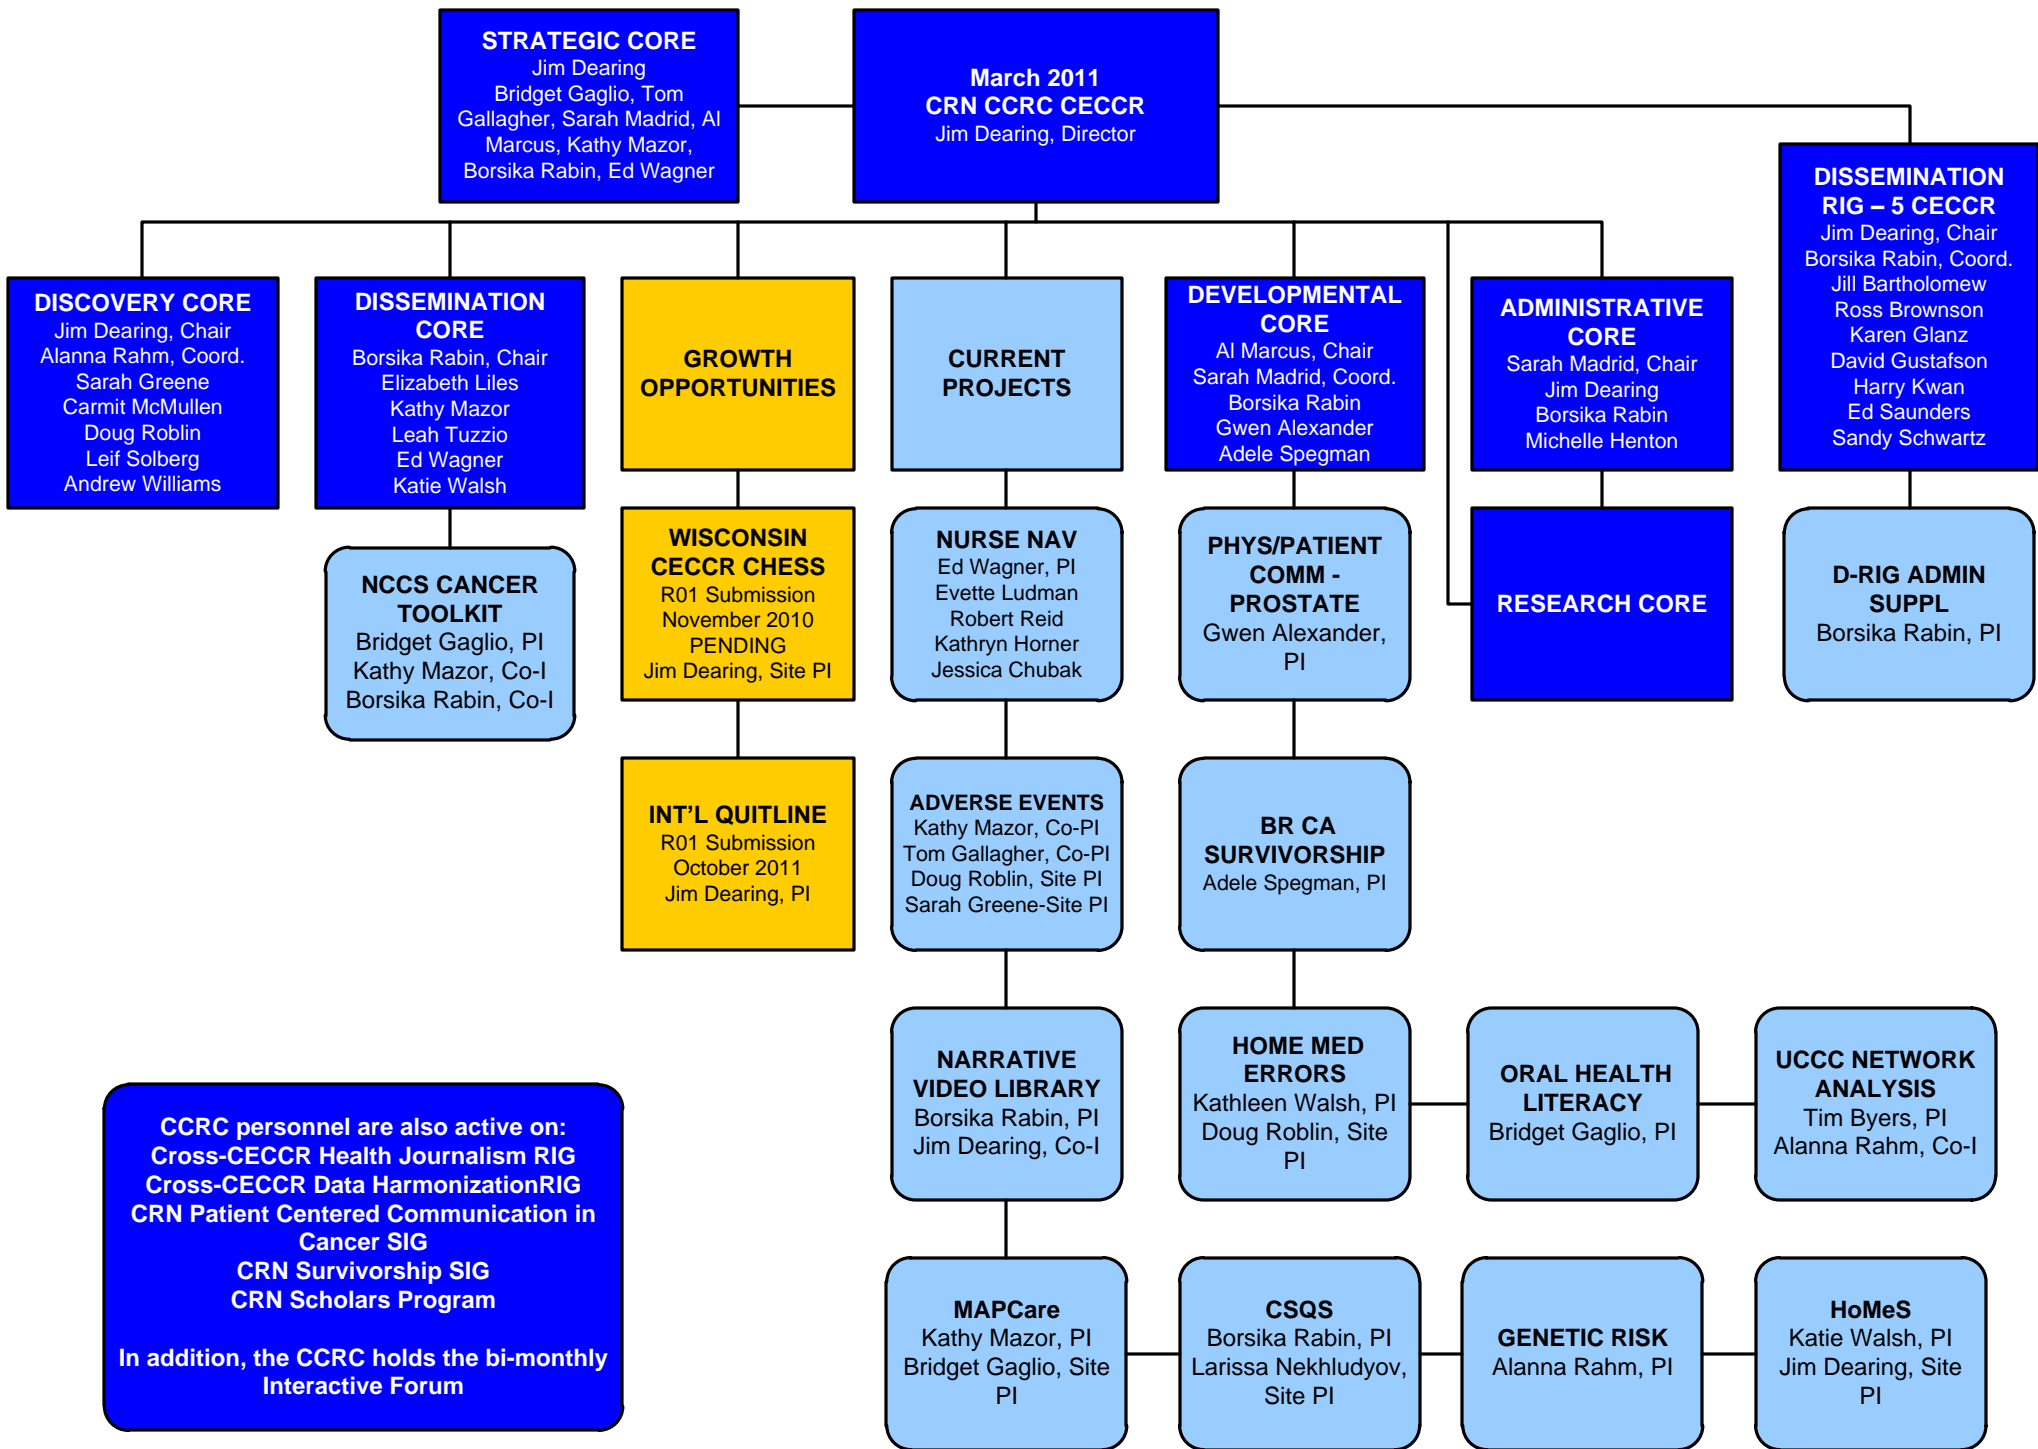 STRATEGIC CORE
Jim Dearing
Bridget Gaglio, Tom
Gallagher, Sarah Madrid, Al
Marcus, Kathy Mazor,
Borsika Rabin, Ed Wagner
March 2011
CRN CCRC CECCR
Jim Dearing, Director
DISSEMINATION
RIG – 5 CECCR
Jim Dearing, Chair
Borsika Rabin, Coord.
Jill Bartholomew
Ross Brownson
Karen Glanz
David Gustafson
Harry Kwan
Ed Saunders
Sandy Schwartz
DISCOVERY CORE
Jim Dearing, Chair
Alanna Rahm, Coord.
Sarah Greene
Carmit McMullen
Doug Roblin
Leif Solberg
Andrew Williams
DISSEMINATION
CORE
Borsika Rabin, Chair
Elizabeth Liles
Kathy Mazor
Leah Tuzzio
Ed Wagner
Katie Walsh
GROWTH
OPPORTUNITIES
CURRENT
PROJECTS
DEVELOPMENTAL
CORE
Al Marcus, Chair
Sarah Madrid, Coord.
Borsika Rabin
Gwen Alexander
Adele Spegman
ADMINISTRATIVE
CORE
Sarah Madrid, Chair
Jim Dearing
Borsika Rabin
Michelle Henton
NCCS CANCER
TOOLKIT
Bridget Gaglio, PI
Kathy Mazor, Co-I
Borsika Rabin, Co-I
WISCONSIN
CECCR CHESS
R01 Submission
November 2010
PENDING
Jim Dearing, Site PI
NURSE NAV
Ed Wagner, PI
Evette Ludman
Robert Reid
Kathryn Horner
Jessica Chubak
PHYS/PATIENT
COMM -
PROSTATE
Gwen Alexander,
PI
RESEARCH CORE
D-RIG ADMIN
SUPPL
Borsika Rabin, PI
INT’L QUITLINE
R01 Submission
October 2011
Jim Dearing, PI
ADVERSE EVENTS
Kathy Mazor, Co-PI
Tom Gallagher, Co-PI
Doug Roblin, Site PI
Sarah Greene-Site PI
BR CA
SURVIVORSHIP
Adele Spegman, PI
NARRATIVE
VIDEO LIBRARY
Borsika Rabin, PI
Jim Dearing, Co-I
HOME MED
ERRORS
Kathleen Walsh, PI
Doug Roblin, Site
PI
ORAL HEALTH
LITERACY
Bridget Gaglio, PI
UCCC NETWORK
ANALYSIS
Tim Byers, PI
Alanna Rahm, Co-I
CCRC personnel are also active on:
Cross-CECCR Health Journalism RIG
Cross-CECCR Data HarmonizationRIG
CRN Patient Centered Communication in
Cancer SIG
CRN Survivorship SIG
CRN Scholars Program
In addition, the CCRC holds the bi-monthly
Interactive Forum
MAPCare
Kathy Mazor, PI
Bridget Gaglio, Site
PI
CSQS
Borsika Rabin, PI
Larissa Nekhludyov,
Site PI
GENETIC RISK
Alanna Rahm, PI
HoMeS
Katie Walsh, PI
Jim Dearing, Site
PI